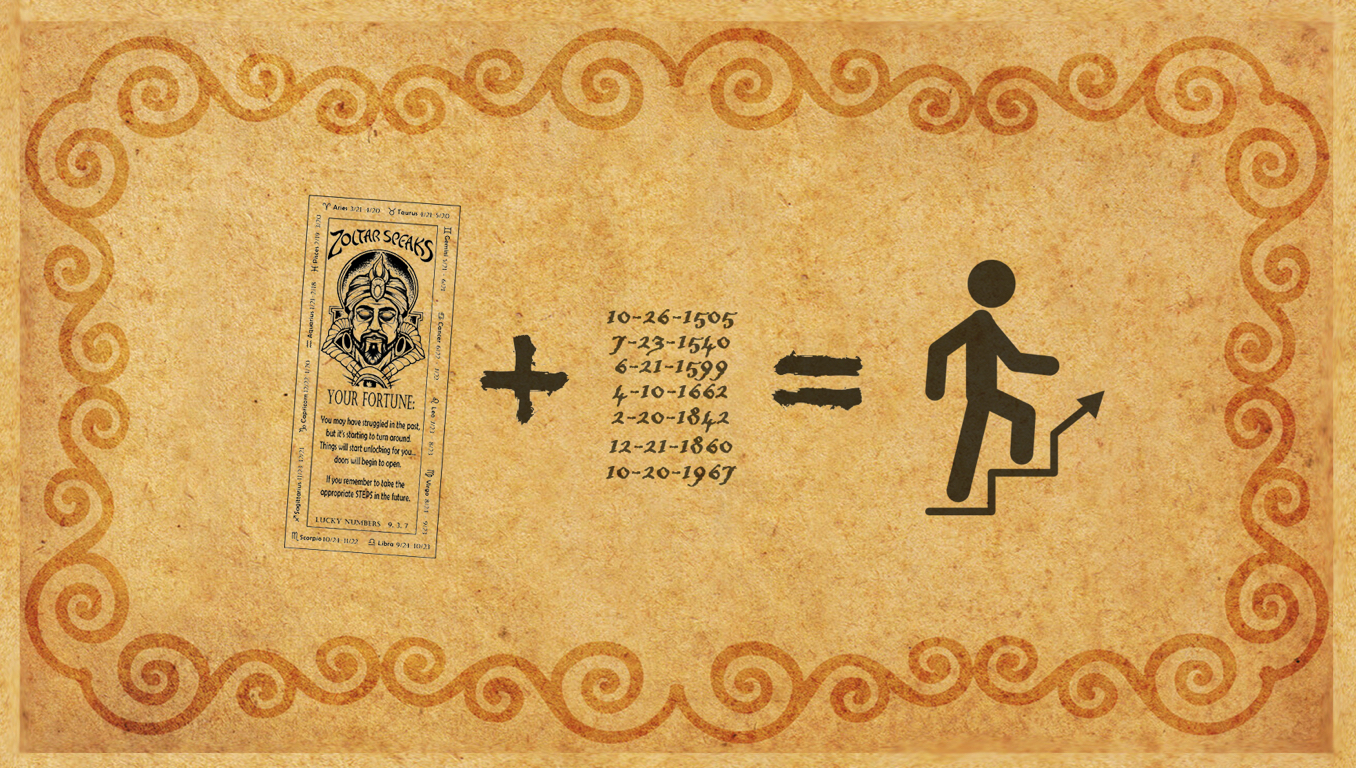 ♈ Aries 3/21 4/20 ♉ Taurus 4/21 5/20
♊ Gemini 5/21 - 6/21
♋ Cancer 6/22 7/22
♌ Leo 7/23 8/23
♍ Virgo 8/23 9/23
♓ Pisces 2/19 3/20
♒ Aquarius 1/21 2/18
♑ Capricorn 12/22 1/20
♐ Sagittarius 11/23 12/21
ZOLTAR SPEAKS
YOUR FORTUNE:
You may have struggled in the past,
but it's starting to turn around.
Things will start unlocking for you...
doors will begin to open.
If you remember to take the
appropriate STEPS in the future.
LUCKY NUMBERS 9, 3, 7
♏ Scorpio 10/24 11/22 ♎ Libra 9/24 10/23
+
10-26-1505
7-23-1540
6-21-1599
4-10-1662
2-20-1842
12-21-1860
10-20-1967
=